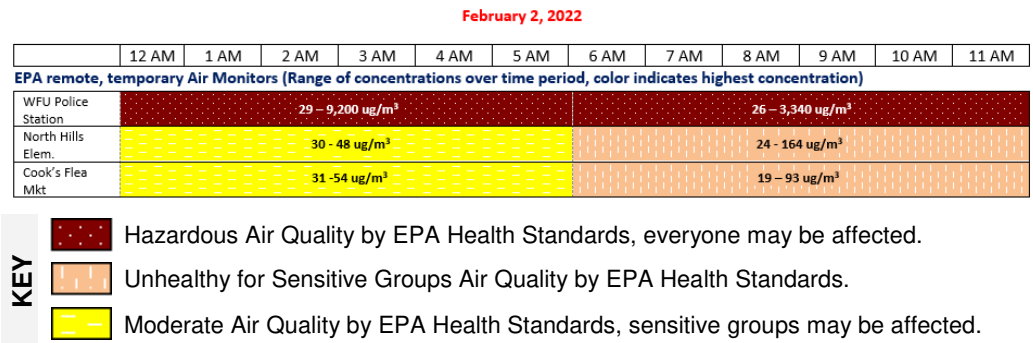 February 2, 2022
12 AM 1 AM 2 AM 3 AM 4 AM 5 AM 6 AM 7 AM 8 AM 9 AM 10 AM 11 AM
EPA remote, temporary Air Monitors (Range of concentrations over time period, color indicates highest concentration)
WFU Police
Station
29 – 9,200 ug/m³ 26 – 3,340 ug/m³
North Hills
Elem.
30 - 48 ug/m³ 24 - 164 ug/m³
Cook's Flea
Mkt
31 -54 ug/m³ 19 – 93 ug/m³
KEY
Hazardous Air Quality by EPA Health Standards, everyone may be affected.
Unhealthy for Sensitive Groups Air Quality by EPA Health Standards.
Moderate Air Quality by EPA Health Standards, sensitive groups may be affected.